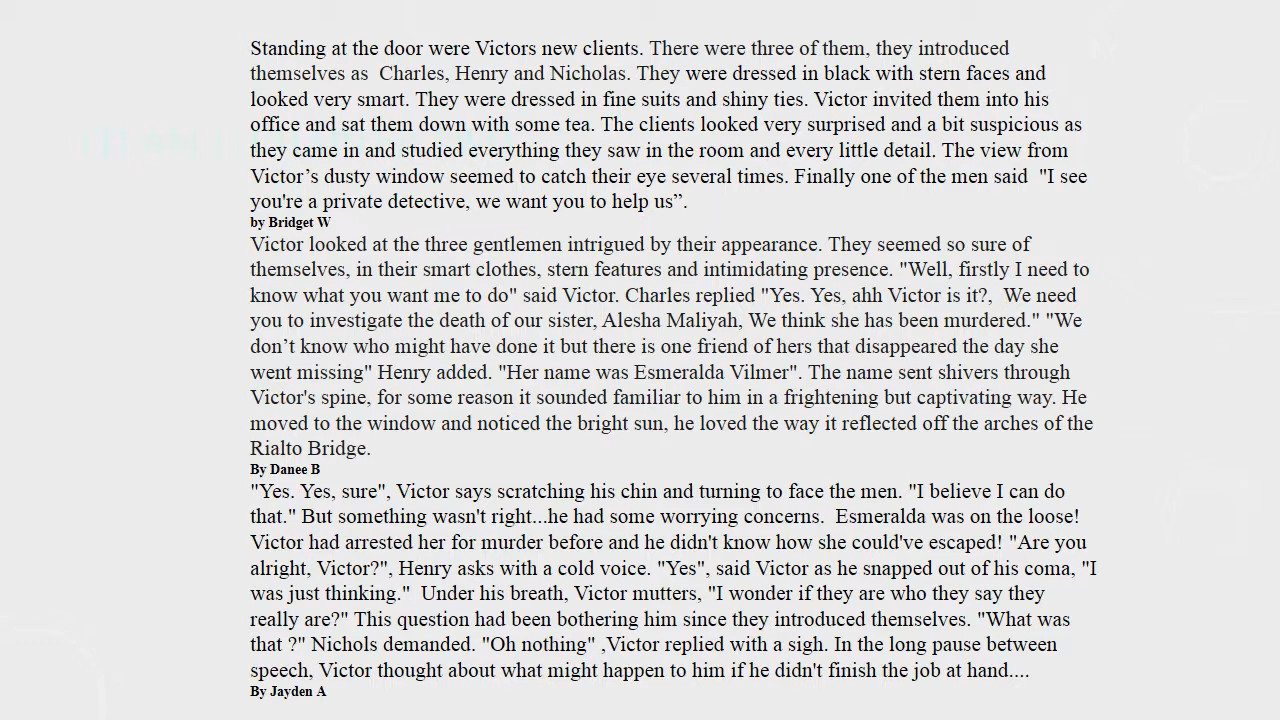 Standing at the door were Victors new clients. There were three of them, they introduced
themselves as  Charles, Henry and Nicholas. They were dressed in black with stern faces and
looked very smart. They were dressed in fine suits and shiny ties. Victor invited them into his
office and sat them down with some tea. The clients looked very surprised and a bit suspicious as
they came in and studied everything they saw in the room and every little detail. The view from
Victor’s dusty window seemed to catch their eye several times. Finally one of the men said  "I see
you're a private detective, we want you to help us”.
by Bridget W
Victor looked at the three gentlemen intrigued by their appearance. They seemed so sure of
themselves, in their smart clothes, stern features and intimidating presence. "Well, firstly I need to
know what you want me to do" said Victor. Charles replied "Yes. Yes, ahh Victor is it?,  We need
you to investigate the death of our sister, Alesha Maliyah, We think she has been murdered." "We
don’t know who might have done it but there is one friend of hers that disappeared the day she
went missing" Henry added. "Her name was Esmeralda Vilmer". The name sent shivers through
Victor's spine, for some reason it sounded familiar to him in a frightening but captivating way. He
moved to the window and noticed the bright sun, he loved the way it reflected off the arches of the
Rialto Bridge.
By Danee B
"Yes. Yes, sure", Victor says scratching his chin and turning to face the men. "I believe I can do
that." But something wasn't right...he had some worrying concerns.  Esmeralda was on the loose!
Victor had arrested her for murder before and he didn't know how she could've escaped! "Are you
alright, Victor?", Henry asks with a cold voice. "Yes", said Victor as he snapped out of his coma, "I
was just thinking."  Under his breath, Victor mutters, "I wonder if they are who they say they
really are?" This question had been bothering him since they introduced themselves. "What was
that ?" Nichols demanded. "Oh nothing" ,Victor replied with a sigh. In the long pause between
speech, Victor thought about what might happen to him if he didn't finish the job at hand....
By Jayden A